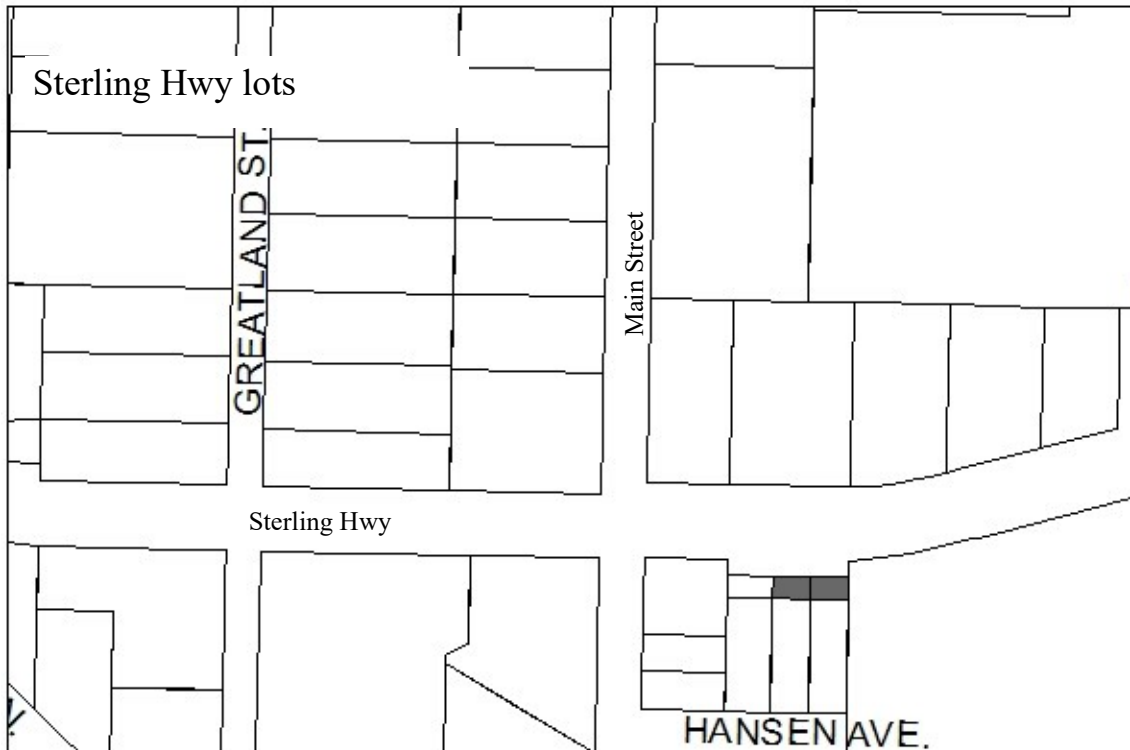 Sterling Hwy lots
GREATLAND ST.
Main Street
Sterling Hwy
HANSEN AVE.